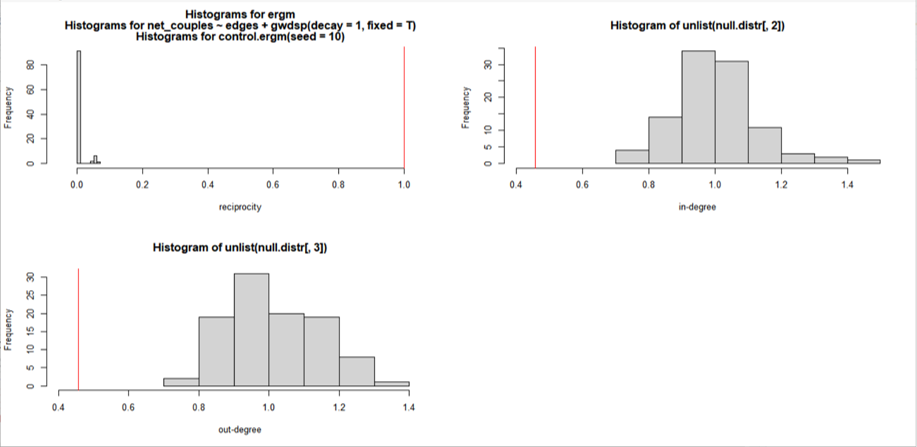 Histograms for ergm
Histograms for net_couples ~ edges + gwdsp(decay = 1, fixed = T)
Histograms for control.ergm(seed = 10)
Frequency
0 20 40 60 80
0.0 0.2 0.4 0.6 0.8 1.0
reciprocity
Histogram of unlist(null.distr[, 2])
Frequency
0 5 10 20 30
0.4 0.6 0.8 1.0 1.2 1.4
in-degree
Histogram of unlist(null.distr[, 3])
Frequency
0 5 10 15 20 25 30
0.4 0.6 0.8 1.0 1.2 1.4
out-degree